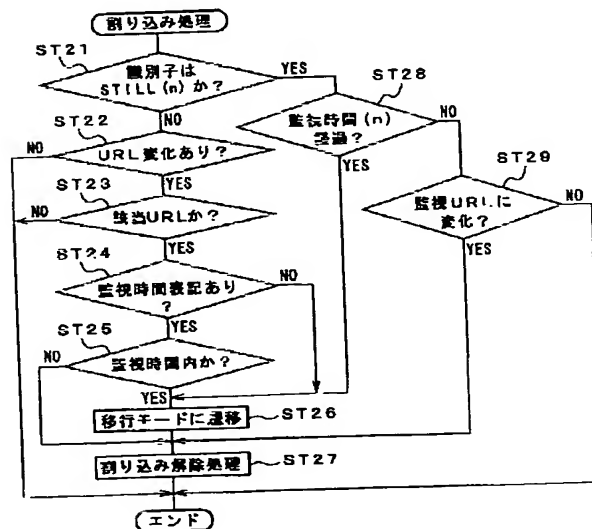 割り込み処理
ST21
識別子は
STILL(n)か?
YES
NO
ST28
監視時間(n)
経過?
NO
YES
ST22
URL変化あり?
NO
YES
ST29
監視URLに
変化?
NO
YES
ST23
該当URLか?
NO
YES
ST24
監視時間表記あり
?
NO
YES
ST25
監視時間内か?
NO
YES
移行モードに遷移
ST26
割り込み解除処理
ST27
エンド